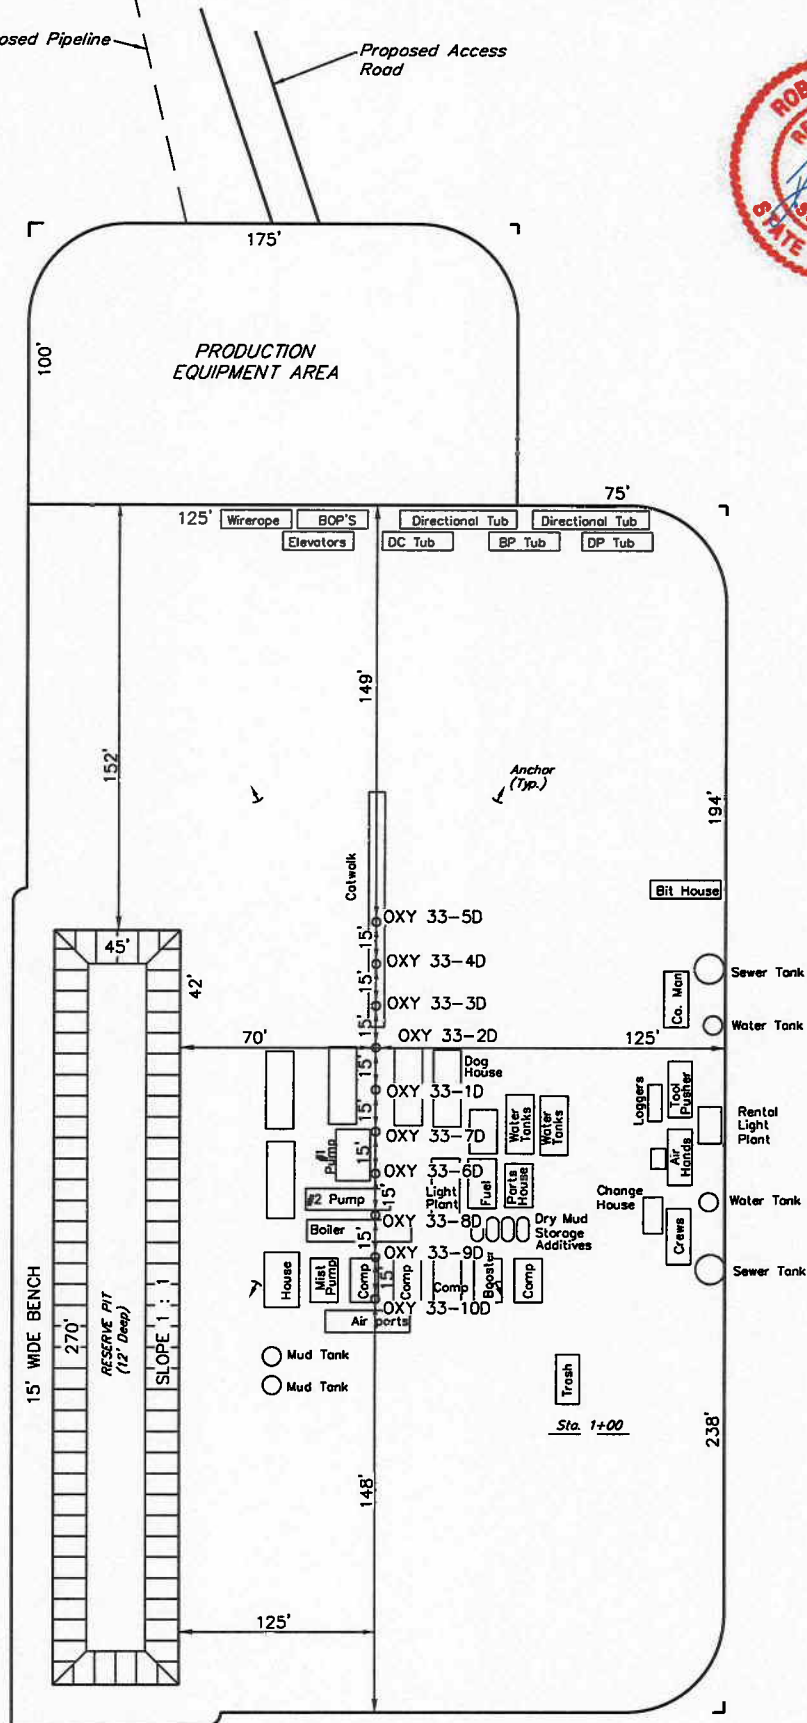 osed Pipeline
Proposed Access
Road
ROB
STATE
175'
100'
PRODUCTION
EQUIPMENT AREA
75'
125'
Wirerope
BOP'S
Directional Tub
Directional Tub
Elevators
DC Tub
BP Tub
DP Tub
149'
152'
Anchor
(Typ.)
194'
Catwalk
Bit House
OXY 33-5D
15'
45'
42'
OXY 33-4D
15'
Co. Man
Sewer Tank
OXY 33-3D
15'
Water Tank
70'
OXY 33-2D
125'
15'
Dog
House
OXY 33-1D
15'
Loggers
Tool
Pusher
Rental
Light
Plant
Water
Tanks
Water
Tanks
OXY 33-7D
#1
Pump
15'
Air
Hands
OXY 33-6D
#2 Pump
15'
Light
Plant
Fuel
Parts
House
Change
House
Water Tank
Boiler
OXY 33-8D
15'
Dry Mud
Storage
Additives
Crews
OXY 33-9D
House
Mist
Pump
Comp
15'
Comp
Comp
Booster
Comp
Sewer Tank
OXY 33-10D
Air ports
15' WIDE BENCH
270'
RESERVE PIT
(12' Deep)
SLOPE 1 : 1
Mud Tank
Mud Tank
Trash
Sta. 1+00
238'
148'
125'